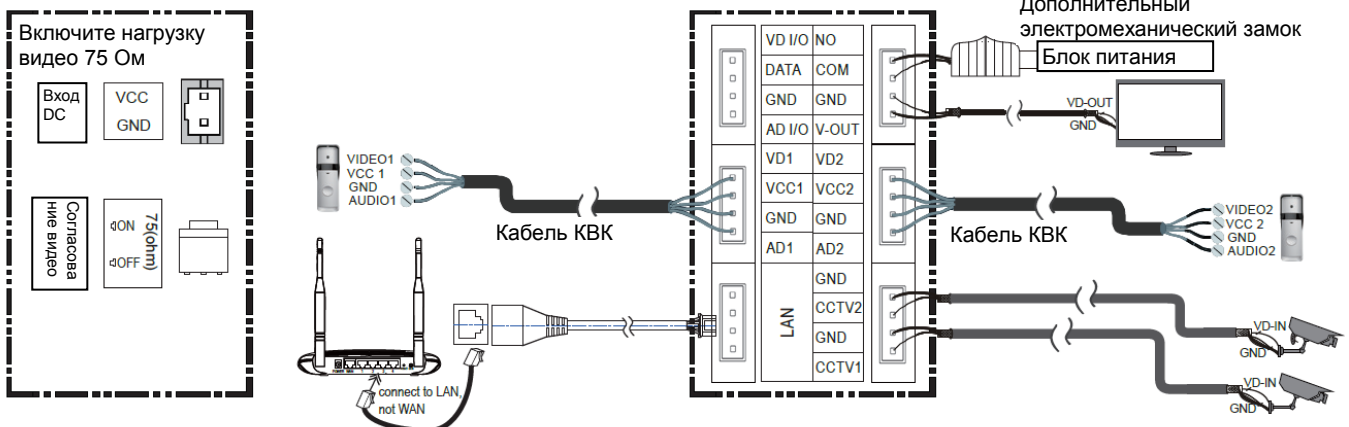 Включите нагрузку
видео 75 Ом
Вход
DC
VCC
GND
Согласова
ние видео
ON
OFF
75(ohm)
VIDEO1
VCC 1
GND
AUDIO1
Кабель КВК
connect to LAN,
not WAN
VD I/O NO
DATA COM
GND GND
AD I/O V-OUT
VD1 VD2
VCC1 VCC2
GND GND
AD1 AD2
LAN
GND
CCTV2
GND
CCTV1
Дополнительный
электромеханический замок
Блок питания
VD-OUT
GND
Кабель КВК
VIDEO2
VCC 2
GND
AUDIO2
VD-IN
GND
VD-IN
GND